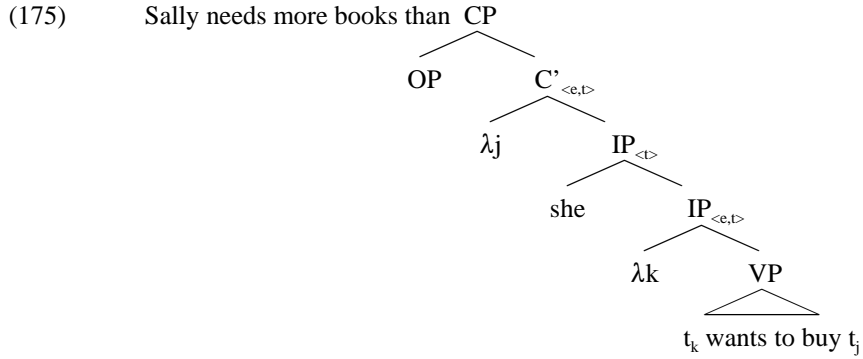 (175) Sally needs more books than CP
OP C’<e,t>
λj IP<t>
she IP<e,t>
λk VP
tk wants to buy tj